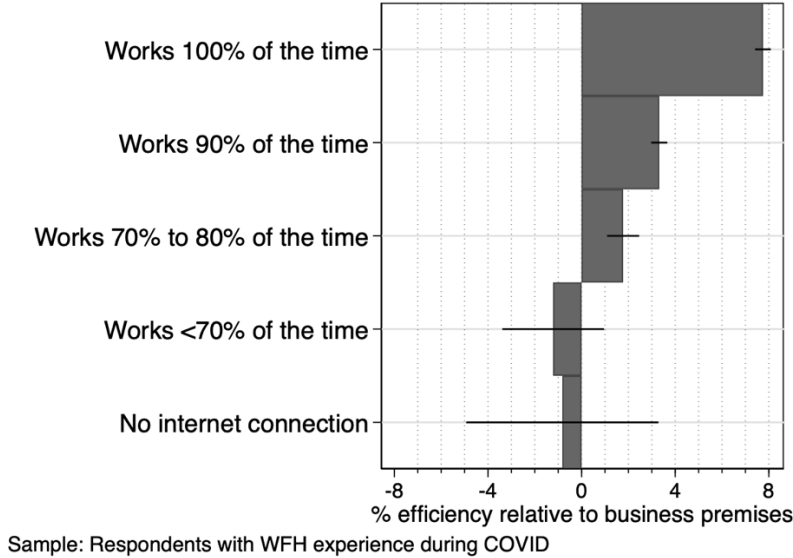 Works 100% of the time
Works 90% of the time
Works 70% to 80% of the time
Works <70% of the time
No internet connection
-8 -4 0 4 8
% efficiency relative to business premises
Sample: Respondents with WFH experience during COVID